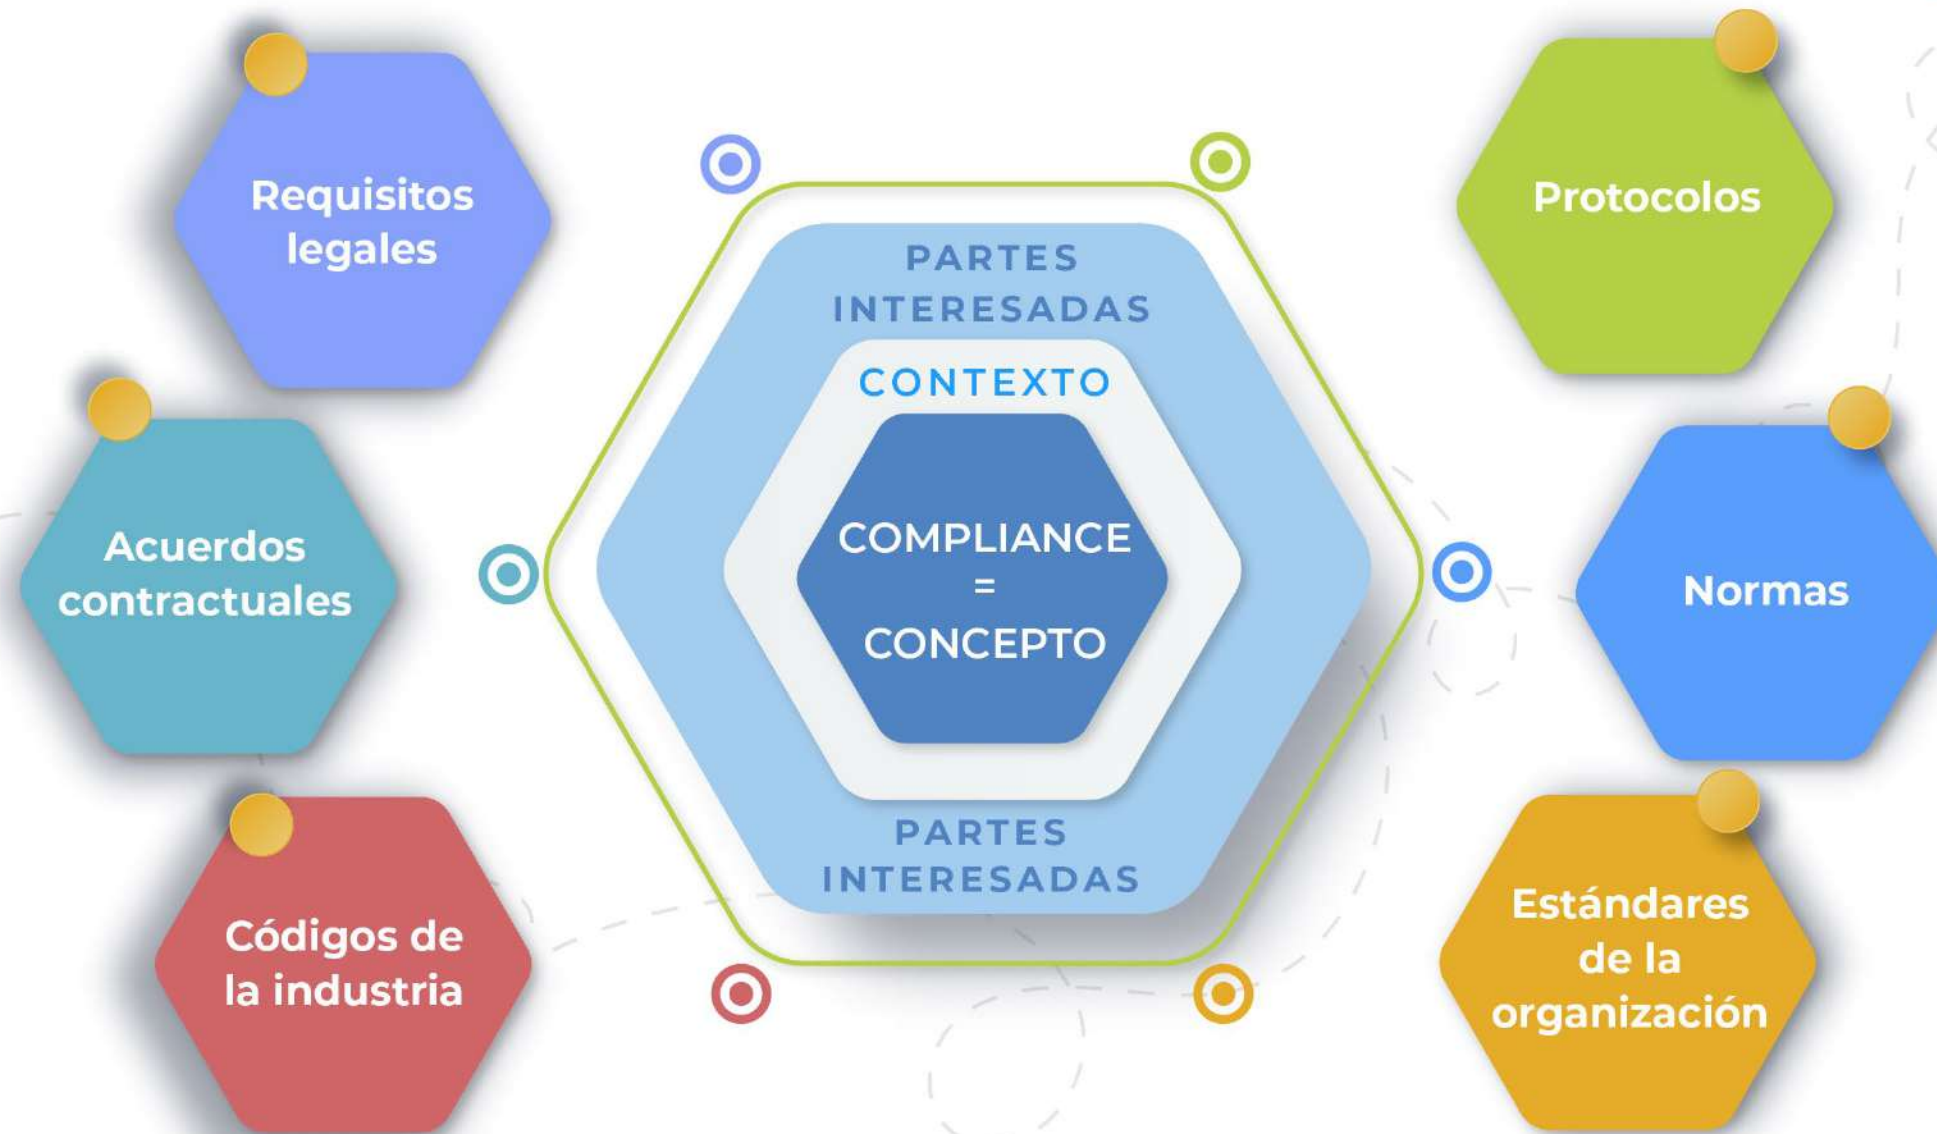 Requisitos
legales
Acuerdos
contractuales
Códigos de
la industria
PARTES
INTERESADAS
CONTEXTO
COMPLIANCE
=
CONCEPTO
PARTES
INTERESADAS
Protocolos
Normas
Estándares
de la
organización